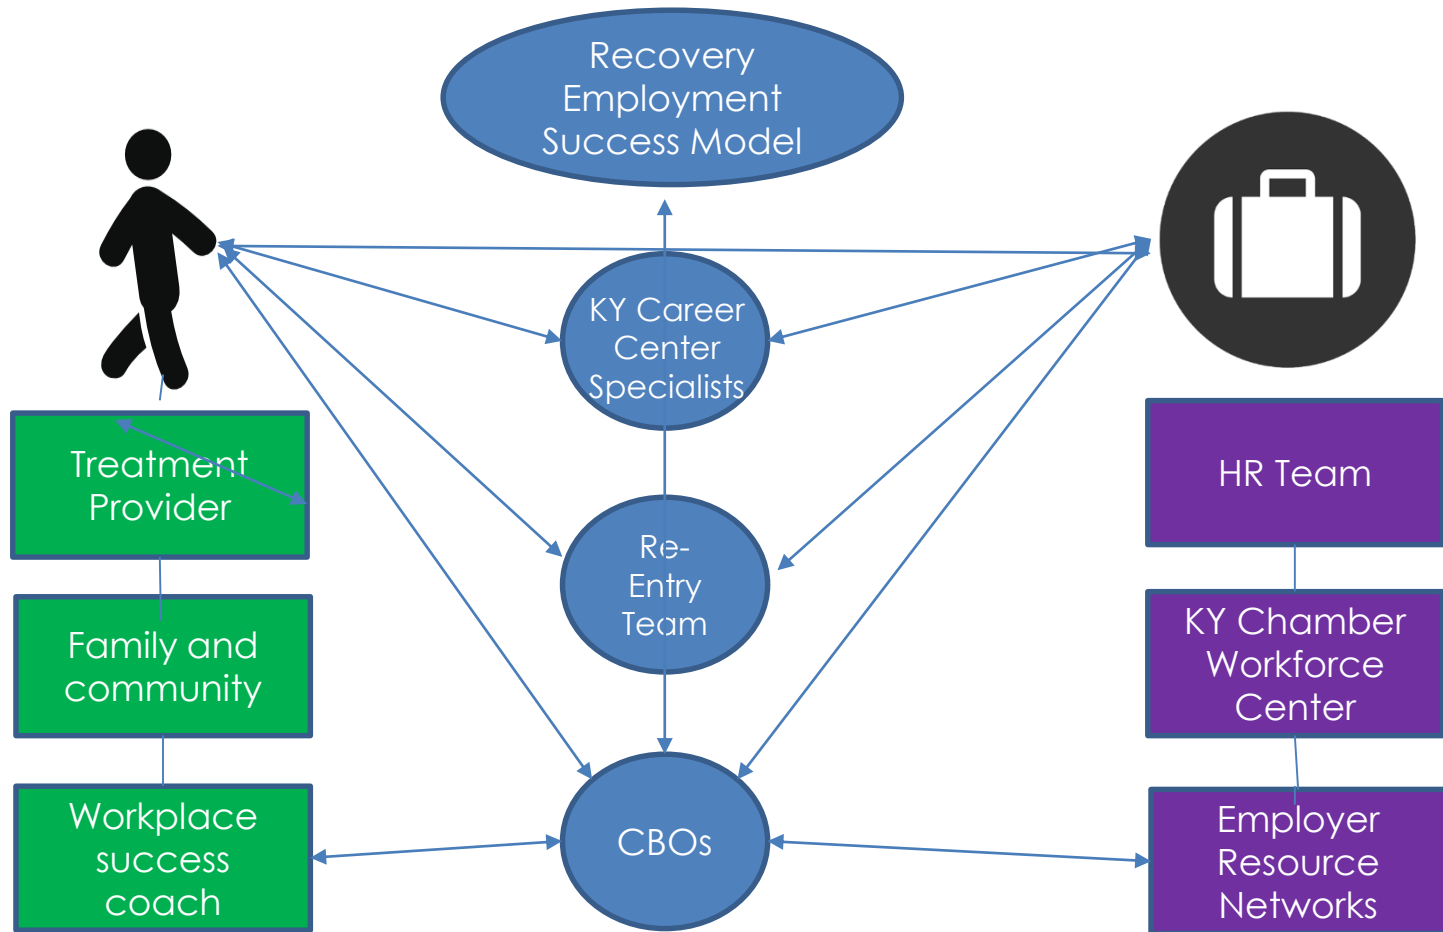 Recovery
Employment
Success Model
KY Career
Center
Specialists
Treatment
Provider
HR Team
Re-
Entry
Team
Family and
community
KY Chamber
Workforce
Center
Workplace
success
coach
CBOs
Employer
Resource
Networks